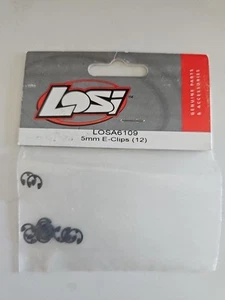 LOSI
GENUINE PARTS
& ACCESSORIES
LOSA6109
5mm E-Clips (12)